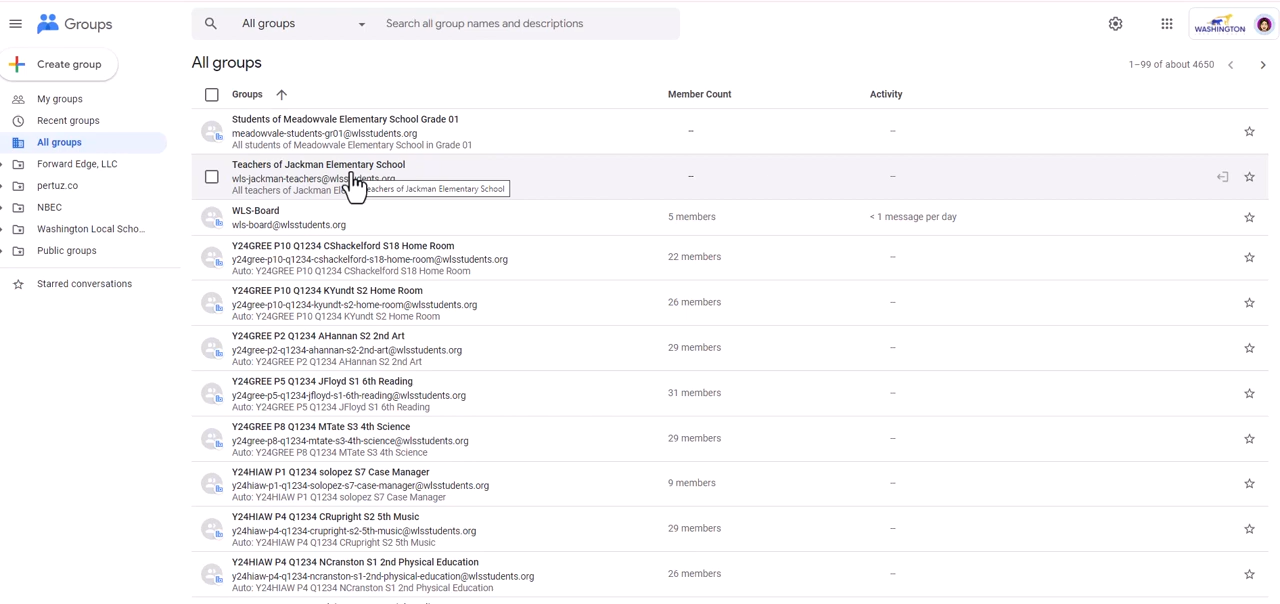 Groups
All groups
Search all group names and descriptions
WASHINGTON
Create group
My groups
Recent groups
All groups
Forward Edge, LLC
pertuz.co
NBEC
Washington Local Scho...
Public groups
Starred conversations
All groups
1–99 of about 4650
Groups
Member Count
Activity
Students of Meadowvale Elementary School Grade 01
meadowvale-students-gr01@wlsstudents.org
All students of Meadowvale Elementary School in Grade 01
–
–
Teachers of Jackman Elementary School
wls-jackman-teachers@wlsstudents.org
All teachers of Jackman El
Teachers of Jackman Elementary School
–
–
WLS-Board
wls-board@wlsstudents.org
5 members
< 1 message per day
Y24GREE P10 Q1234 CShackelford S18 Home Room
y24gree-p10-q1234-cshackelford-s18-home-room@wlsstudents.org
Auto: Y24GREE P10 Q1234 CShackelford S18 Home Room
22 members
–
Y24GREE P10 Q1234 KYundt S2 Home Room
y24gree-p10-q1234-kyundt-s2-home-room@wlsstudents.org
Auto: Y24GREE P10 Q1234 KYundt S2 Home Room
26 members
–
Y24GREE P2 Q1234 AHannan S2 2nd Art
y24gree-p2-q1234-ahannan-s2-2nd-art@wlsstudents.org
Auto: Y24GREE P2 Q1234 AHannan S2 2nd Art
29 members
–
Y24GREE P5 Q1234 JFloyd S1 6th Reading
y24gree-p5-q1234-jfloyd-s1-6th-reading@wlsstudents.org
Auto: Y24GREE P5 Q1234 JFloyd S1 6th Reading
31 members
–
Y24GREE P8 Q1234 MTate S3 4th Science
y24gree-p8-q1234-mtate-s3-4th-science@wlsstudents.org
Auto: Y24GREE P8 Q1234 MTate S3 4th Science
29 members
–
Y24HIAW P1 Q1234 solopez S7 Case Manager
y24hiaw-p1-q1234-solopez-s7-case-manager@wlsstudents.org
Auto: Y24HIAW P1 Q1234 solopez S7 Case Manager
9 members
–
Y24HIAW P4 Q1234 CRupright S2 5th Music
y24hiaw-p4-q1234-crupright-s2-5th-music@wlsstudents.org
Auto: Y24HIAW P4 Q1234 CRupright S2 5th Music
29 members
–
Y24HIAW P4 Q1234 NCranston S1 2nd Physical Education
y24hiaw-p4-q1234-ncranston-s1-2nd-physical-education@wlsstudents.org
Auto: Y24HIAW P4 Q1234 NCranston S1 2nd Physical Education
26 members
–